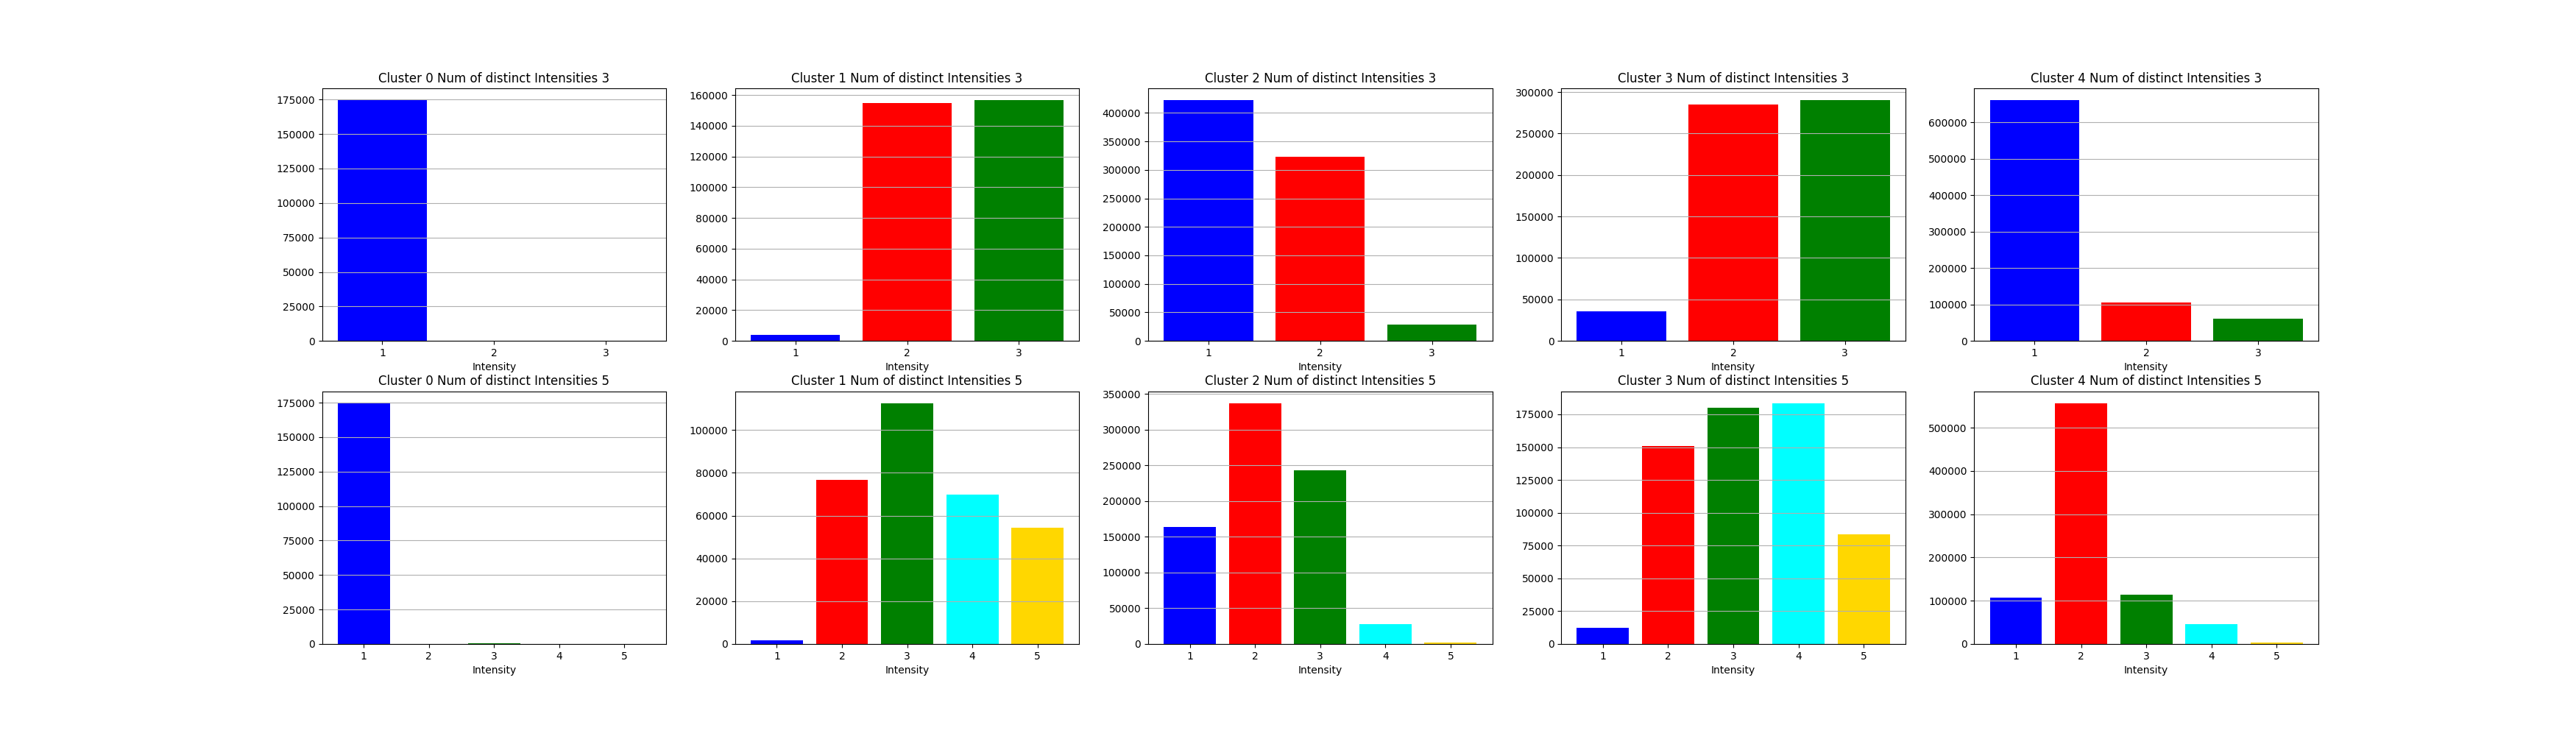 Cluster 0 Num of distinct Intensities 3
175000
150000
125000
100000
75000
50000
25000
0
1 2 3
Intensity
Cluster 1 Num of distinct Intensities 3
160000
140000
120000
100000
80000
60000
40000
20000
0
1 2 3
Intensity
Cluster 2 Num of distinct Intensities 3
400000
350000
300000
250000
200000
150000
100000
50000
0
1 2 3
Intensity
Cluster 3 Num of distinct Intensities 3
300000
250000
200000
150000
100000
50000
0
1 2 3
Intensity
Cluster 4 Num of distinct Intensities 3
600000
500000
400000
300000
200000
100000
0
1 2 3
Intensity
Cluster 0 Num of distinct Intensities 5
175000
150000
125000
100000
75000
50000
25000
0
1 2 3 4 5
Intensity
Cluster 1 Num of distinct Intensities 5
100000
80000
60000
40000
20000
0
1 2 3 4 5
Intensity
Cluster 2 Num of distinct Intensities 5
350000
300000
250000
200000
150000
100000
50000
0
1 2 3 4 5
Intensity
Cluster 3 Num of distinct Intensities 5
175000
150000
125000
100000
75000
50000
25000
0
1 2 3 4 5
Intensity
Cluster 4 Num of distinct Intensities 5
500000
400000
300000
200000
100000
0
1 2 3 4 5
Intensity